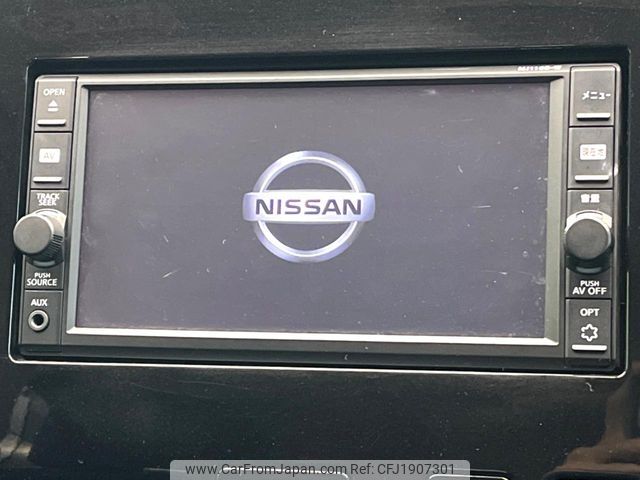 OPEN
AV
TRACK
SEEK
PUSH
SOURCE
AUX
NISSAN
メニュー
現在地
音量
PUSH
AV OFF
OPT
www.CarFromJapan.com No: CFJ1907301